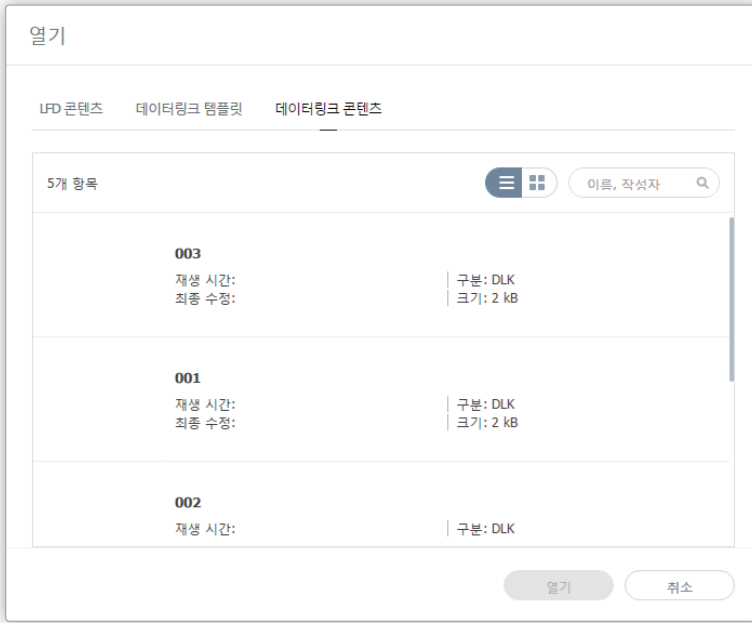 열기
LFD 콘텐츠 데이터링크 템플릿 데이터링크 콘텐츠
5개 항목 이름, 작성자
003
재생 시간: 구분: DLK
최종 수정: 크기: 2 kB
001
재생 시간: 구분: DLK
최종 수정: 크기: 2 kB
002
재생 시간: 구분: DLK
열기 취소